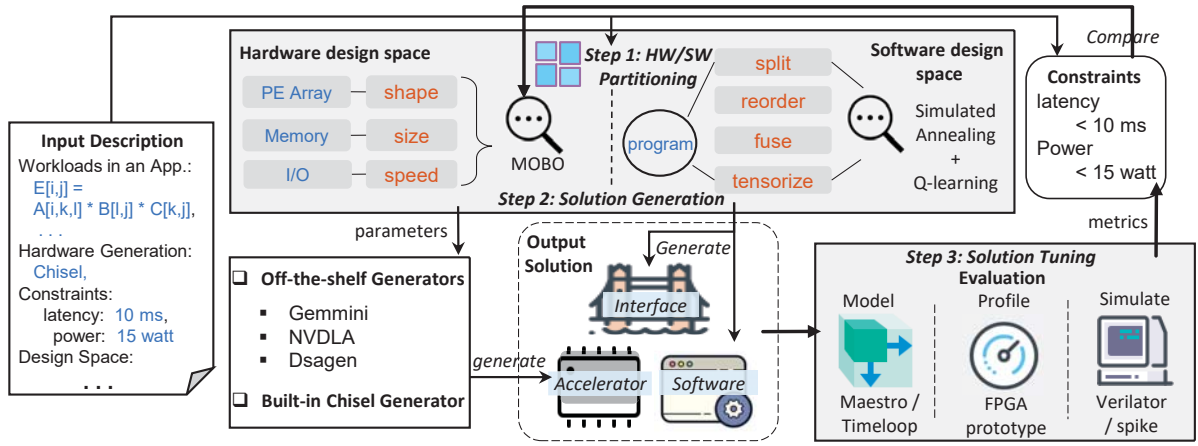 Input Description
Workloads in an App.:
E[i,j] =
A[i,k,l] * B[l,j] * C[k,j],
. . .
Hardware Generation:
Chisel,
Constraints:
latency: 10 ms,
power: 15 watt
Design Space:
. . .
Hardware design space
PE Array
shape
Memory
size
I/O
speed
MOBO
Step 1: HW/SW
Partitioning
program
split
reorder
fuse
tensorize
Software design
space
Simulated
Annealing
+
Q-learning
Step 2: Solution Generation
Compare
Constraints
latency
< 10 ms
Power
< 15 watt
metrics
parameters
Off-the-shelf Generators
Gemmini
NVDLA
Dsagen
Built-in Chisel Generator
generate
Output
Solution
Generate
Interface
Accelerator
Software
Step 3: Solution Tuning
Evaluation
Model
Maestro /
Timeloop
Profile
FPGA
prototype
Simulate
Verilator
/ spike